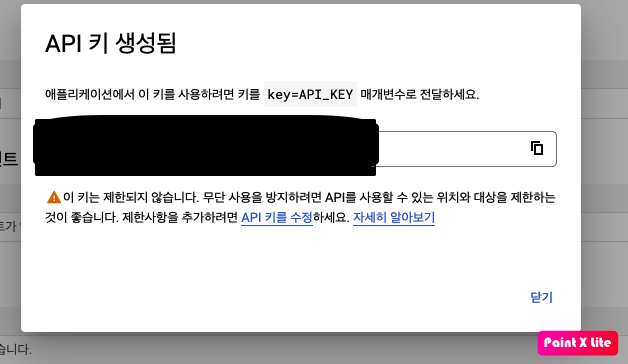 API 키 생성됨
애플리케이션에서 이 키를 사용하려면 키를 key=API_KEY 매개변수로 전달하세요.
이 키는 제한되지 않습니다. 무단 사용을 방지하려면 API를 사용할 수 있는 위치와 대상을 제한하는
것이 좋습니다. 제한사항을 추가하려면 API 키를 수정하세요. 자세히 알아보기
닫기
Paint X Lite
습니다.